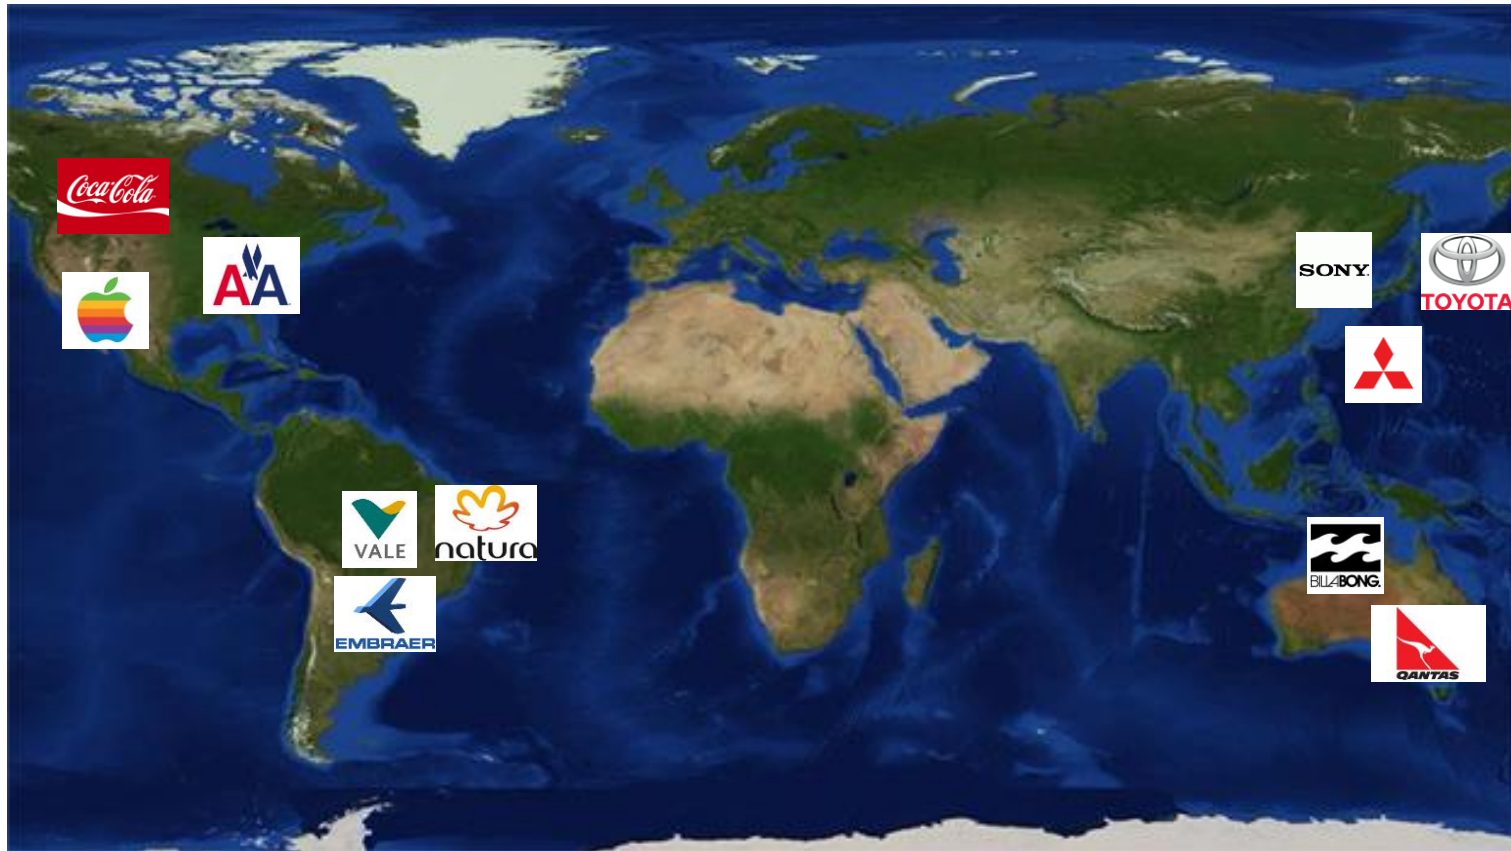 Coca-Cola
AA
SONY
TOYOTA
VALE
natura
EMBRAER
BILLABONG.
QANTAS